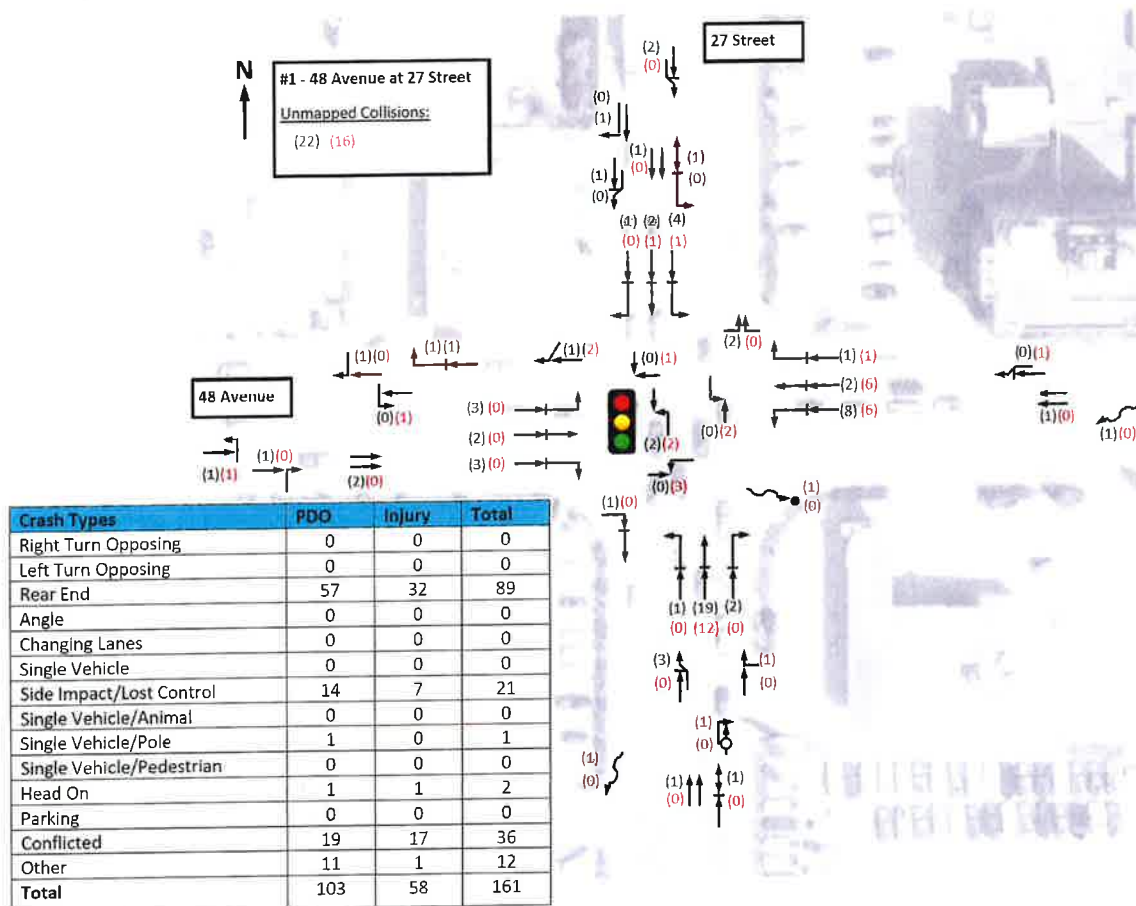 27 Street
N
#1 - 48 Avenue at 27 Street
Unmapped Collisions:
(22) (16)
(2)
(0)
(0)
(1)
(1)
(0)
(1)
(0)
(1)
(0)
(1) (2) (4)
(0) (1) (1)
(2) (0)
(1)(0)
(1)(1)
(1)(2)
(0)(1)
(1)(1)
(0)(1)
48 Avenue
(0)(1)
(3)(0)
(2)(6)
(1)(0)
(2)(0)
(8)(6)
(1)(0)
(2)(2)
(0)(2)
(1)(1)
(1)(0)
(2)(0)
(3)(0)
(0)(3)
(1)(0)
(1)
(0)
Crash Types PDO Injury Total
Right Turn Opposing 0 0 0
Left Turn Opposing 0 0 0
Rear End 57 32 89
Angle 0 0 0
Changing Lanes 0 0 0
Single Vehicle 0 0 0
Side Impact/Lost Control 14 7 21
Single Vehicle/Animal 0 0 0
Single Vehicle/Pole 1 0 1
Single Vehicle/Pedestrian 0 0 0
Head On 1 1 2
Parking 0 0 0
Conflicted 19 17 36
Other 11 1 12
Total 103 58 161
(1) (19) (2)
(0) (12) (0)
(3)
(0)
(1)
(0)
(1)
(0)
(1)
(0)
(1)
(0)
(1)
(0)